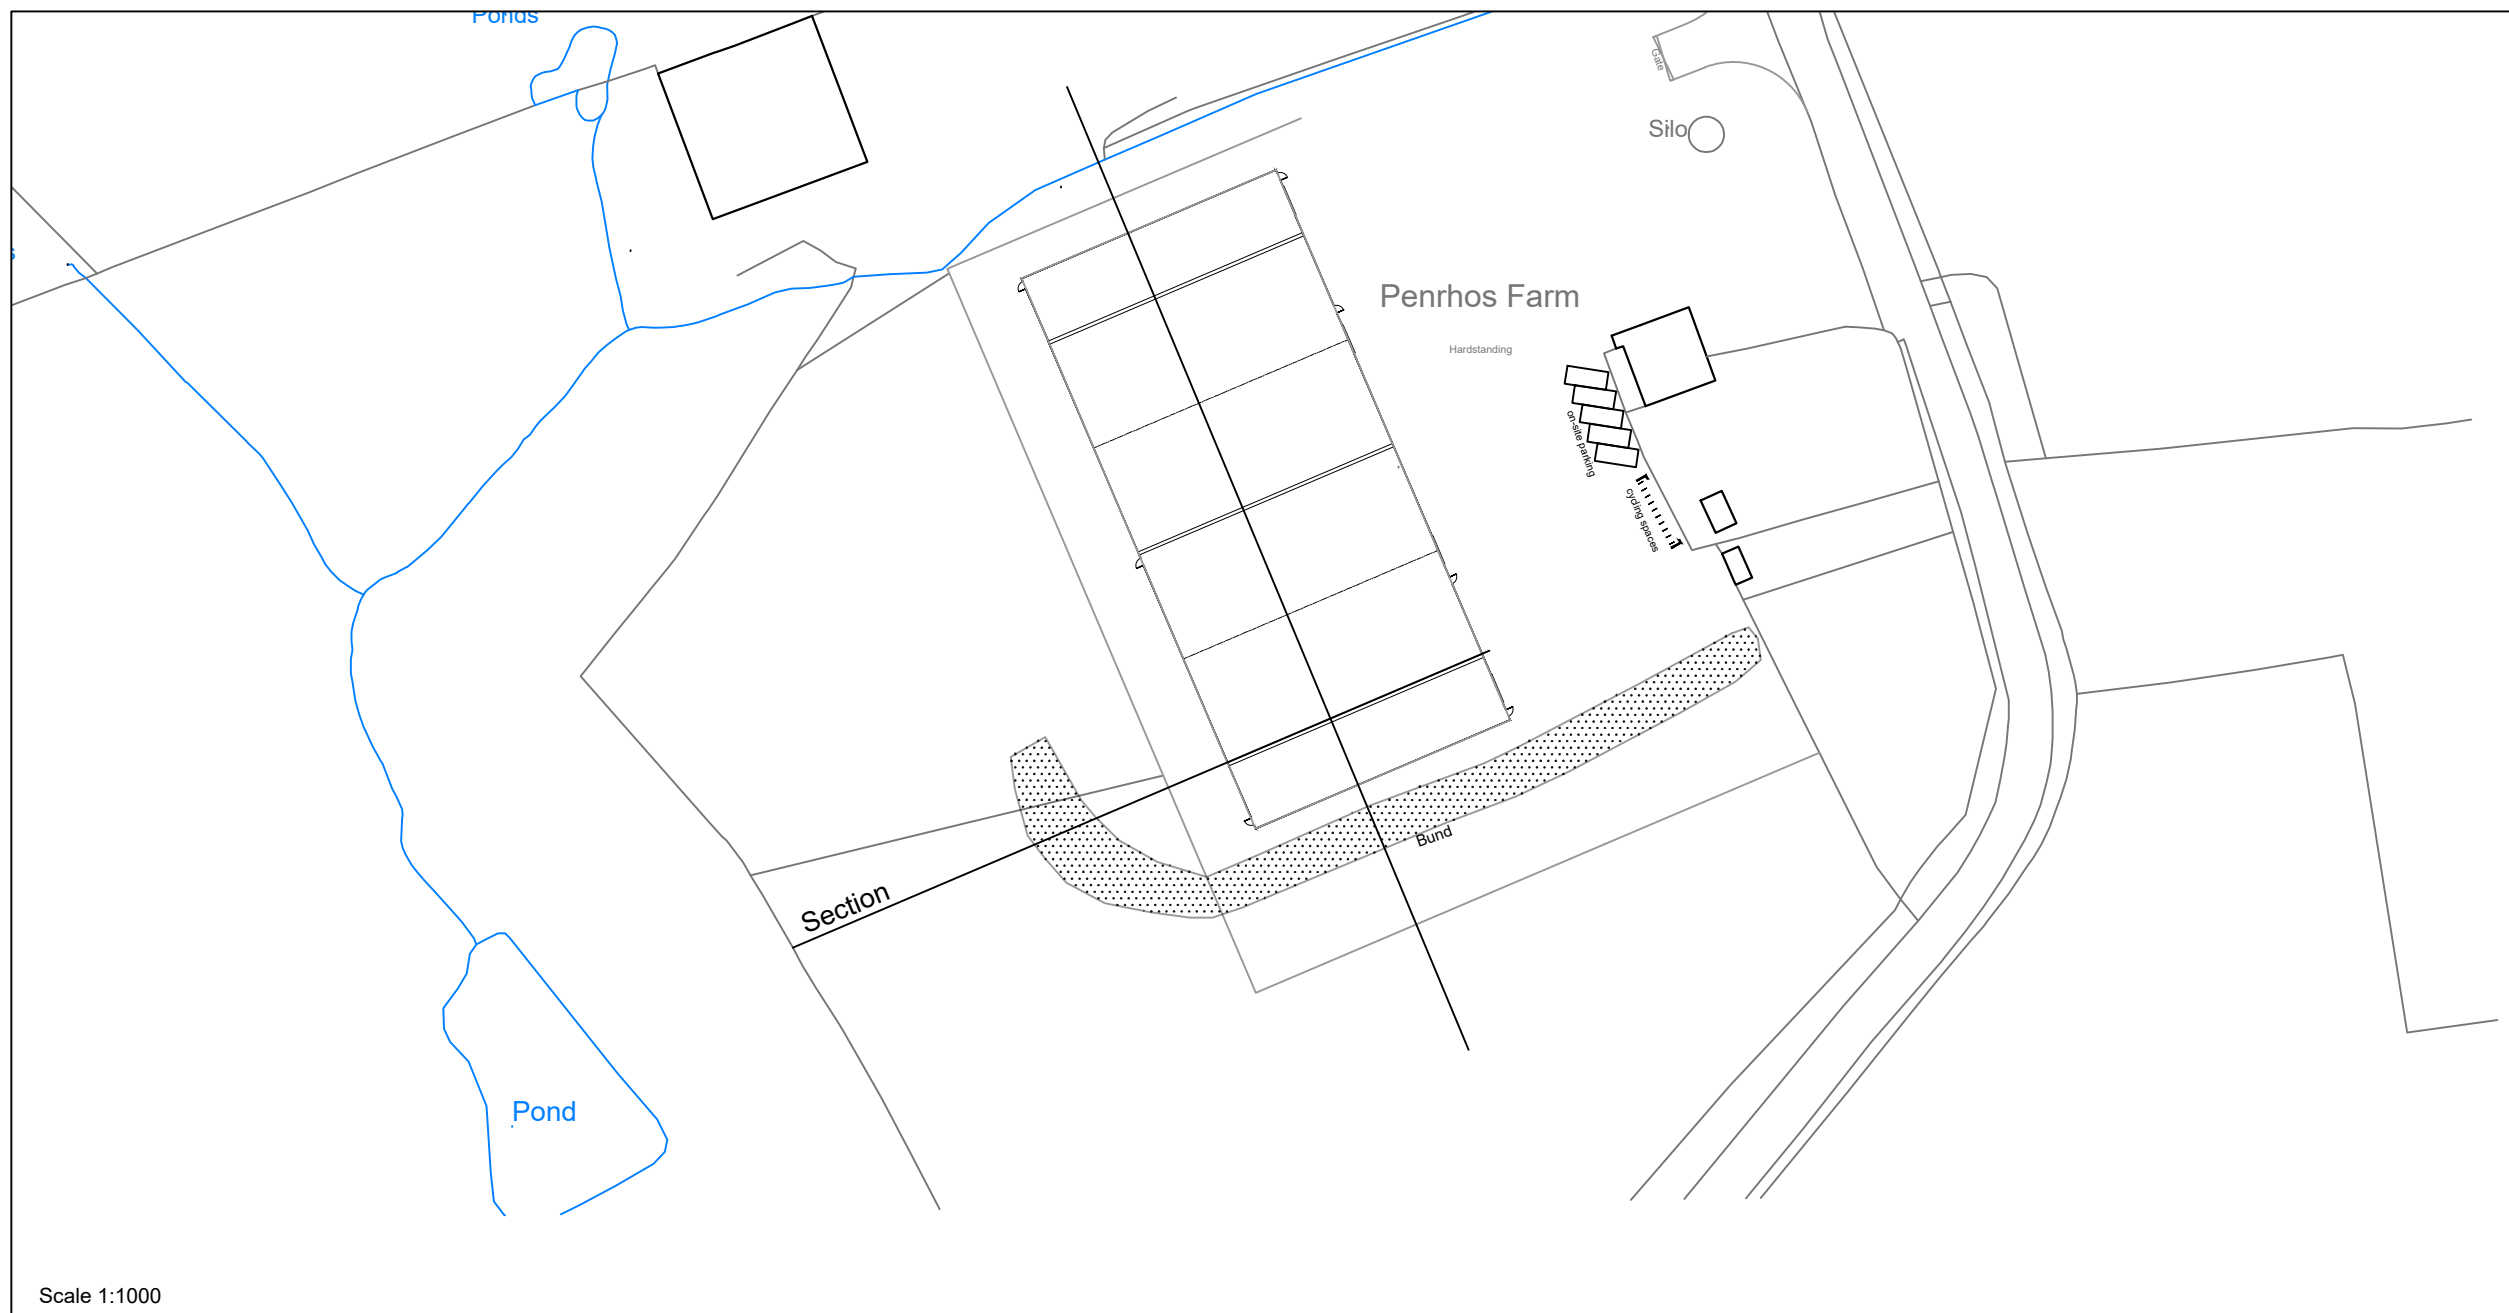 Ponds
Gate
Silo
s
Penrhos Farm
Hardstanding
on-site parking
cycling spaces
Bund
Section
Pond
Scale 1:1000